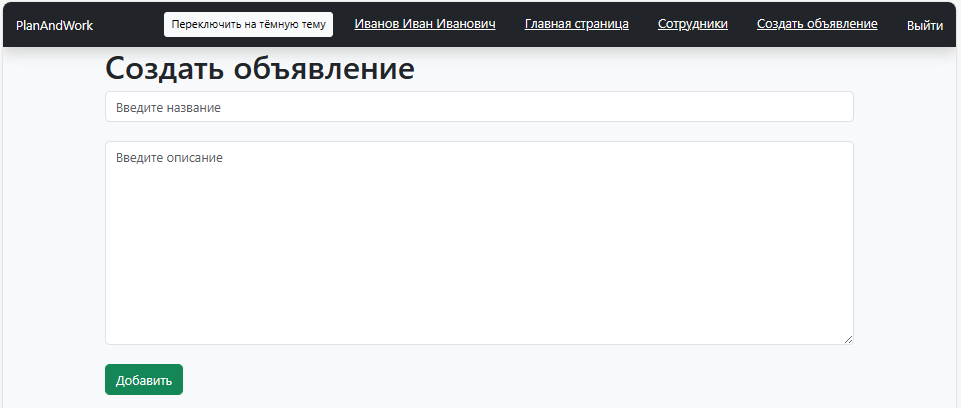 PlanAndWork Переключить на тёмную тему Иванов Иван Иванович Главная страница Сотрудники Создать объявление Выйти
Создать объявление
Введите название
Введите описание
Добавить